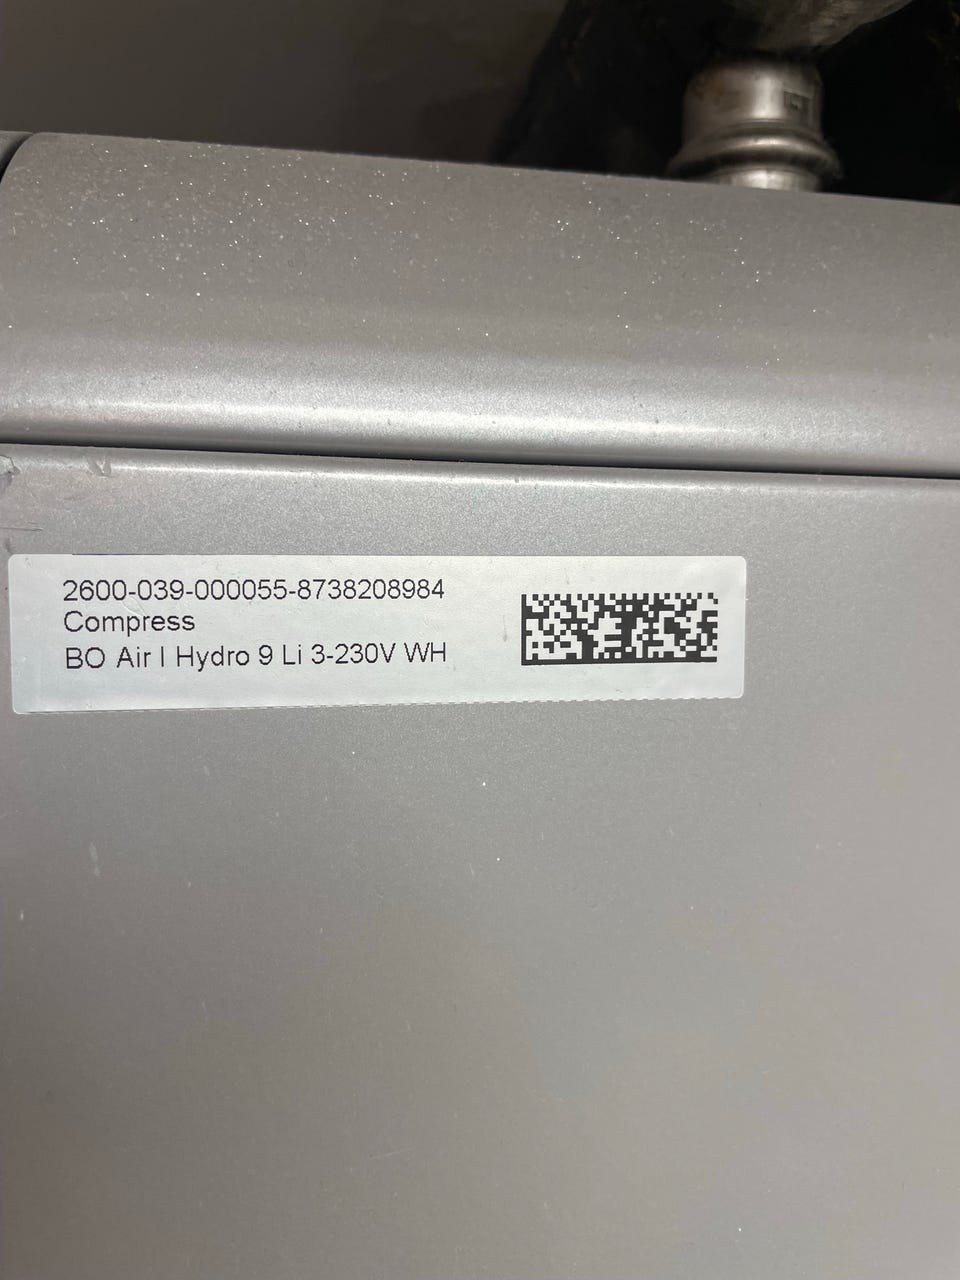 2600-039-000055-8738208984
Compress
BO Air I Hydro 9 Li 3-230V WH